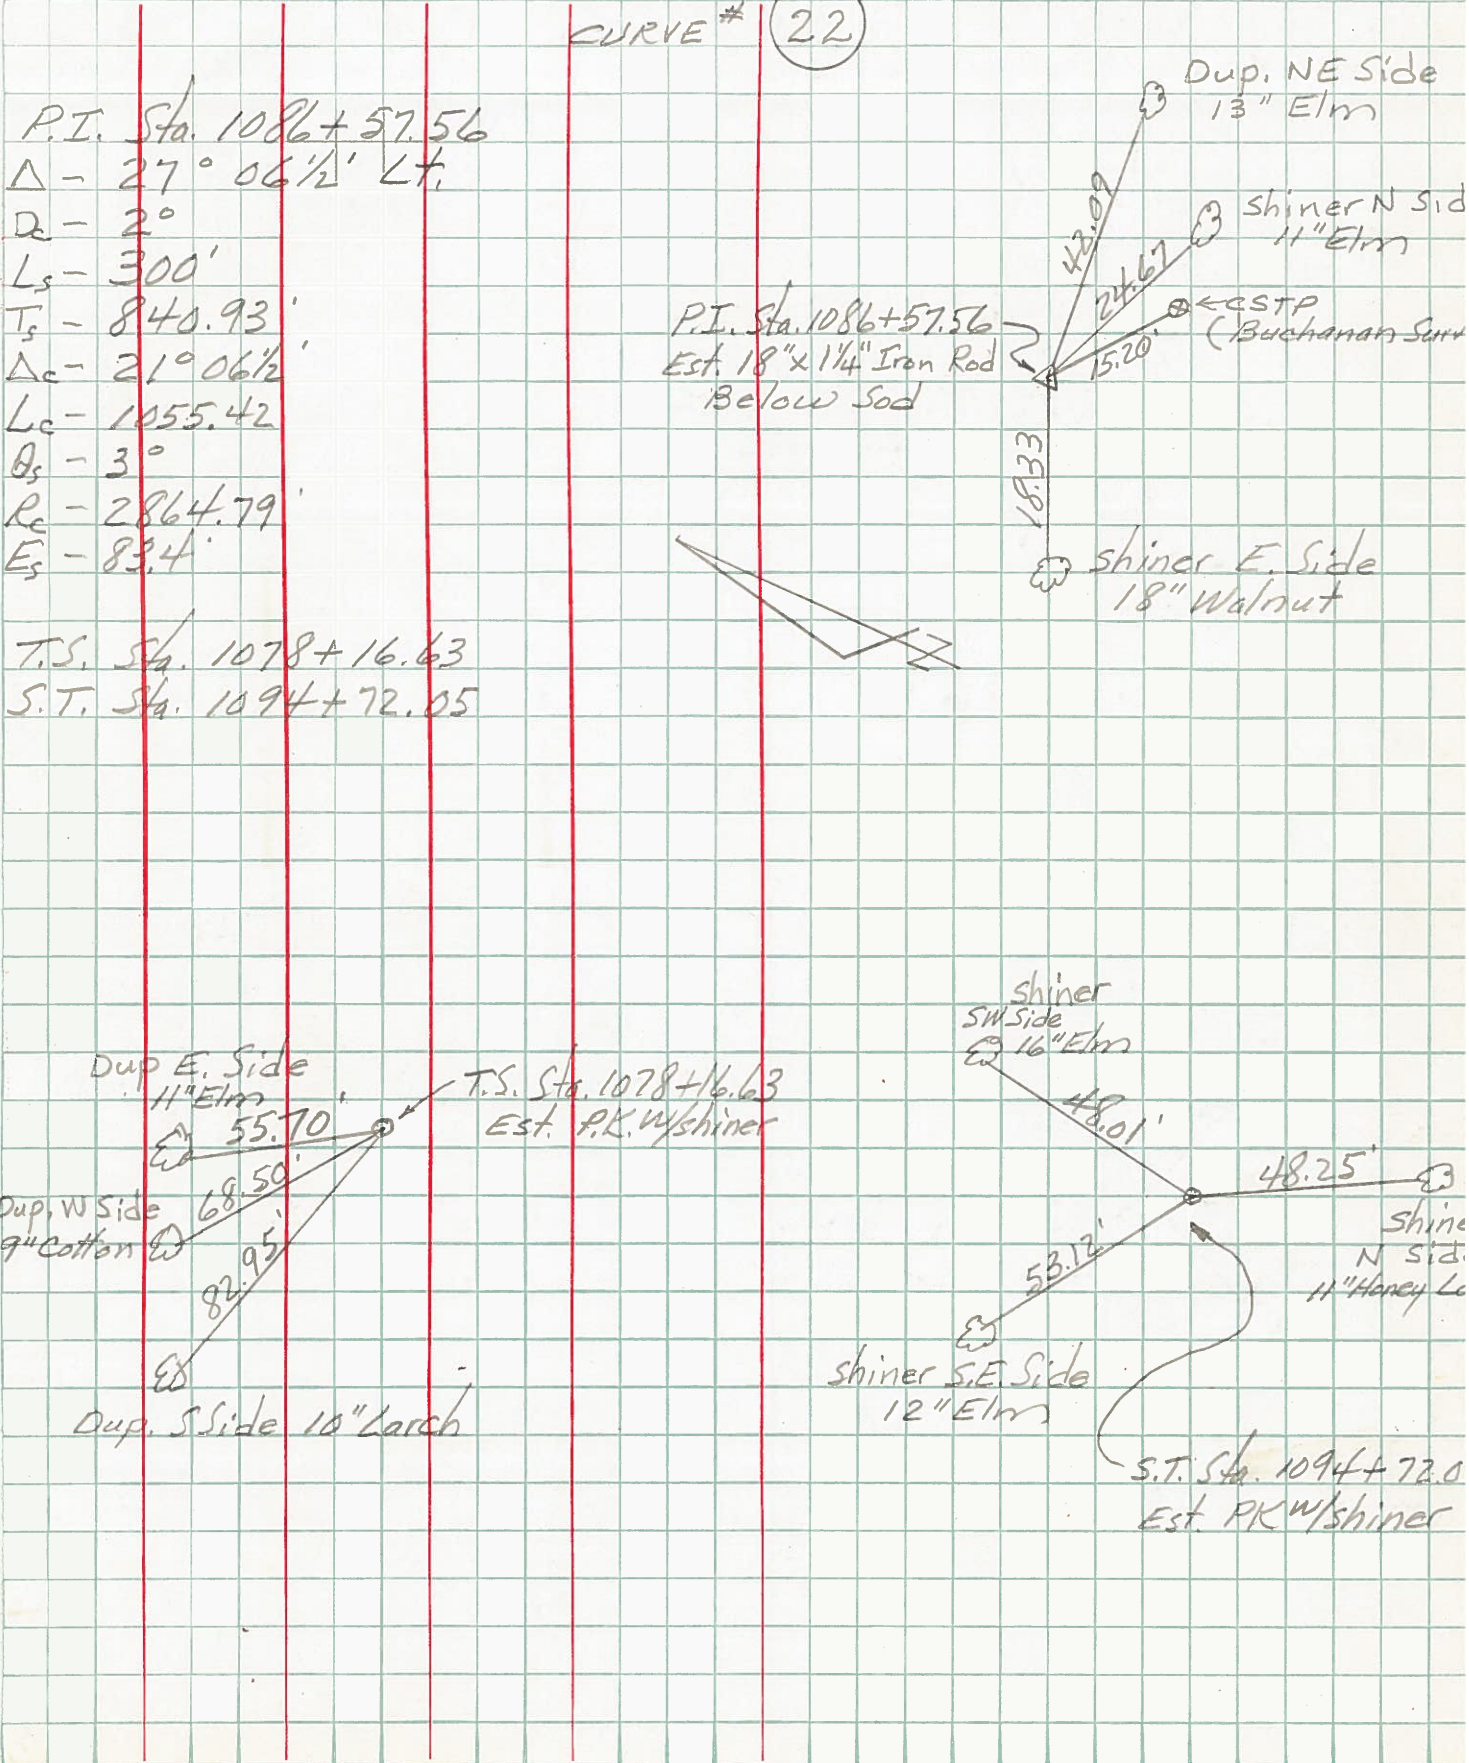 CURVE # 22
P.I. Sta. 1086+57.56
Δ - 27° 06½' Lt.
Dc - 2°
Ls - 300'
Ts - 840.93'
Δc - 21° 06½'
Lc - 1055.42
θs - 3°
Rc - 2864.79'
Es - 83.4'
T.S. Sta. 1078+16.63
S.T. Sta. 1094+72.05
Dup. NE Side
13" Elm
42.09
Shiner N Sid
11" Elm
24.67
←CSTP
(Buchanan Sur
15.20'
P.I. Sta. 1086+57.56
Est. 18" x 1¼" Iron Rod
Below Sod
18.33
Shiner E. Side
18" Walnut
N
Dup E. Side
11" Elm
55.70'
T.S. Sta. 1078+16.63
Est. P.K. w/shiner
Dup. W Side
9" Cotton
68.50'
82.95'
Dup. S Side 10" Larch
Shiner
SW Side
16" Elm
48.01'
48.25'
Shine
N Sid
11" Honey Lo
53.12'
Shiner S.E. Side
12" Elm
S.T. Sta. 1094+72.0
Est. PK w/shiner